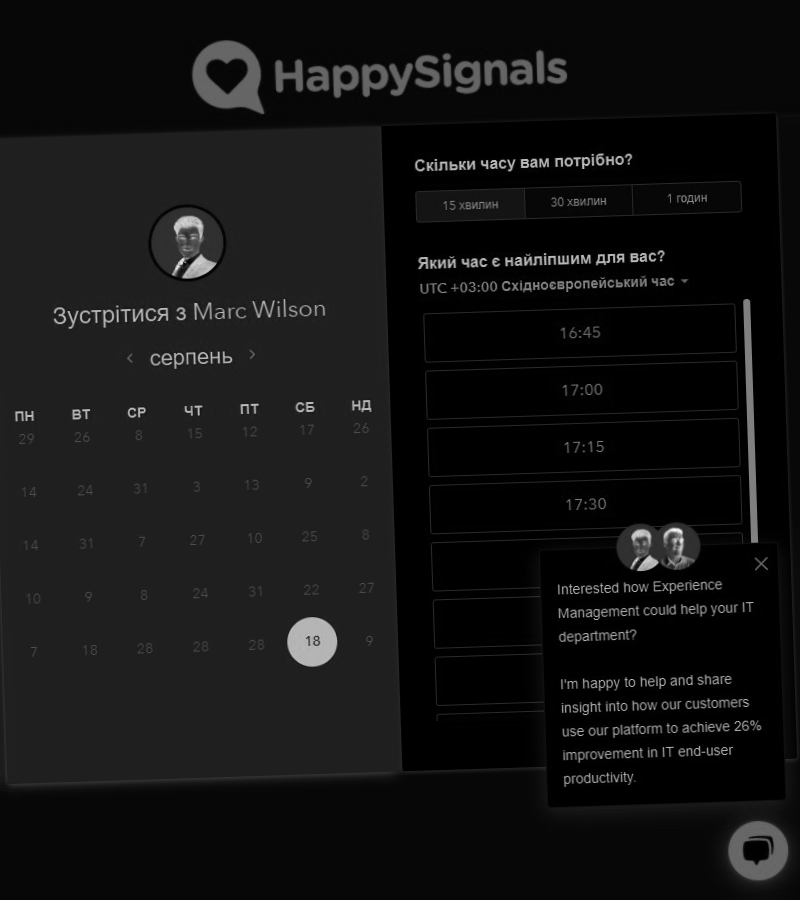 HappySignals
Зустрітися з Marc Wilson
серпень
ПН ВТ СР ЧТ ПТ СБ НД
29 26 8 15 12 17 26
14 24 31 3 13 9 2
14 31 7 27 10 25 8
10 9 8 24 31 22 27
7 18 28 28 28 18 9
Скільки часу вам потрібно?
15 хвилин 30 хвилин 1 годин
Який час є найліпшим для вас?
UTC +03:00 Східноєвропейський час
16:45
17:00
17:15
17:30
Interested how Experience
Management could help your IT
department?
I'm happy to help and share
insight into how our customers
use our platform to achieve 26%
improvement in IT end-user
productivity.